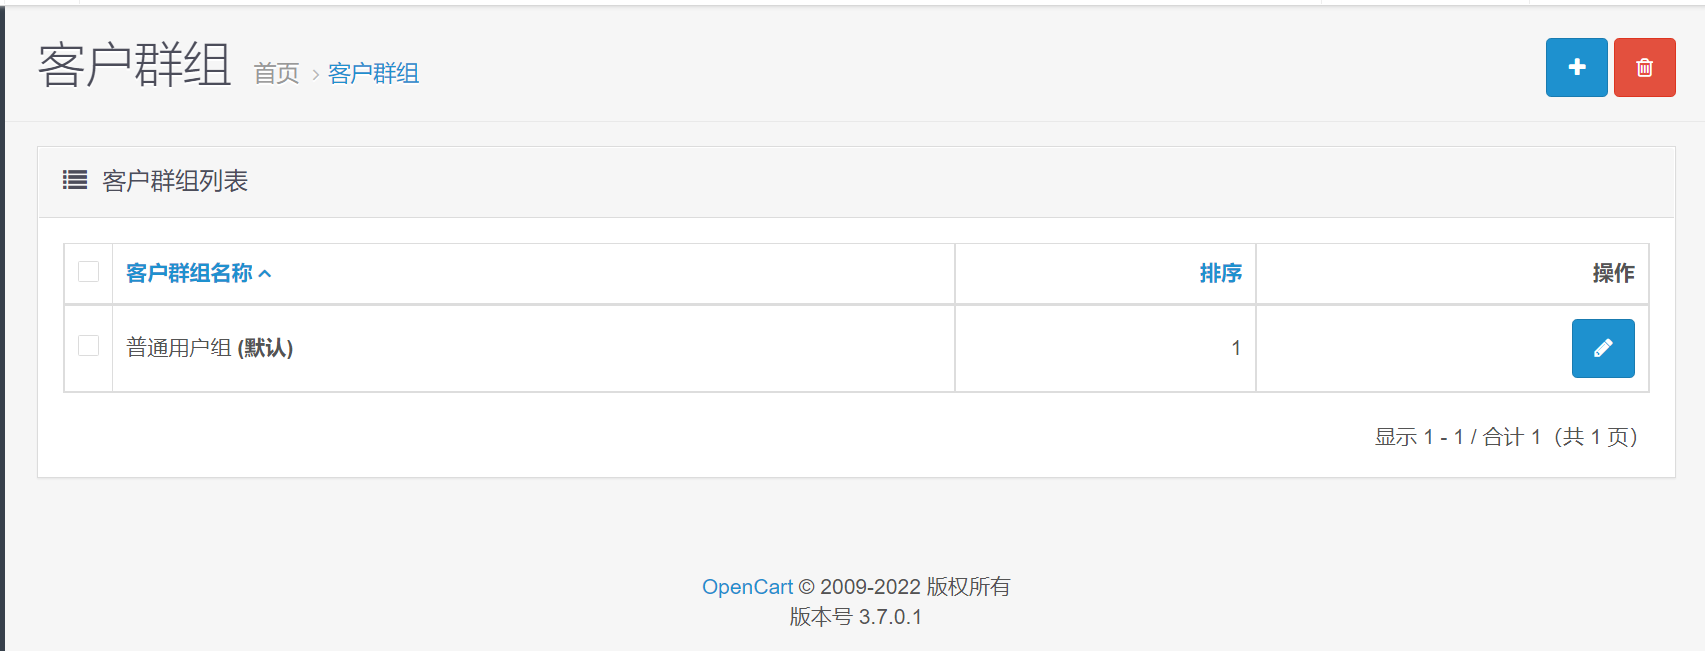 客户群组 首页 › 客户群组
客户群组列表
客户群组名称 排序 操作
普通用户组 (默认) 1
显示 1 - 1 / 合计 1（共 1 页）
OpenCart © 2009-2022 版权所有
版本号 3.7.0.1